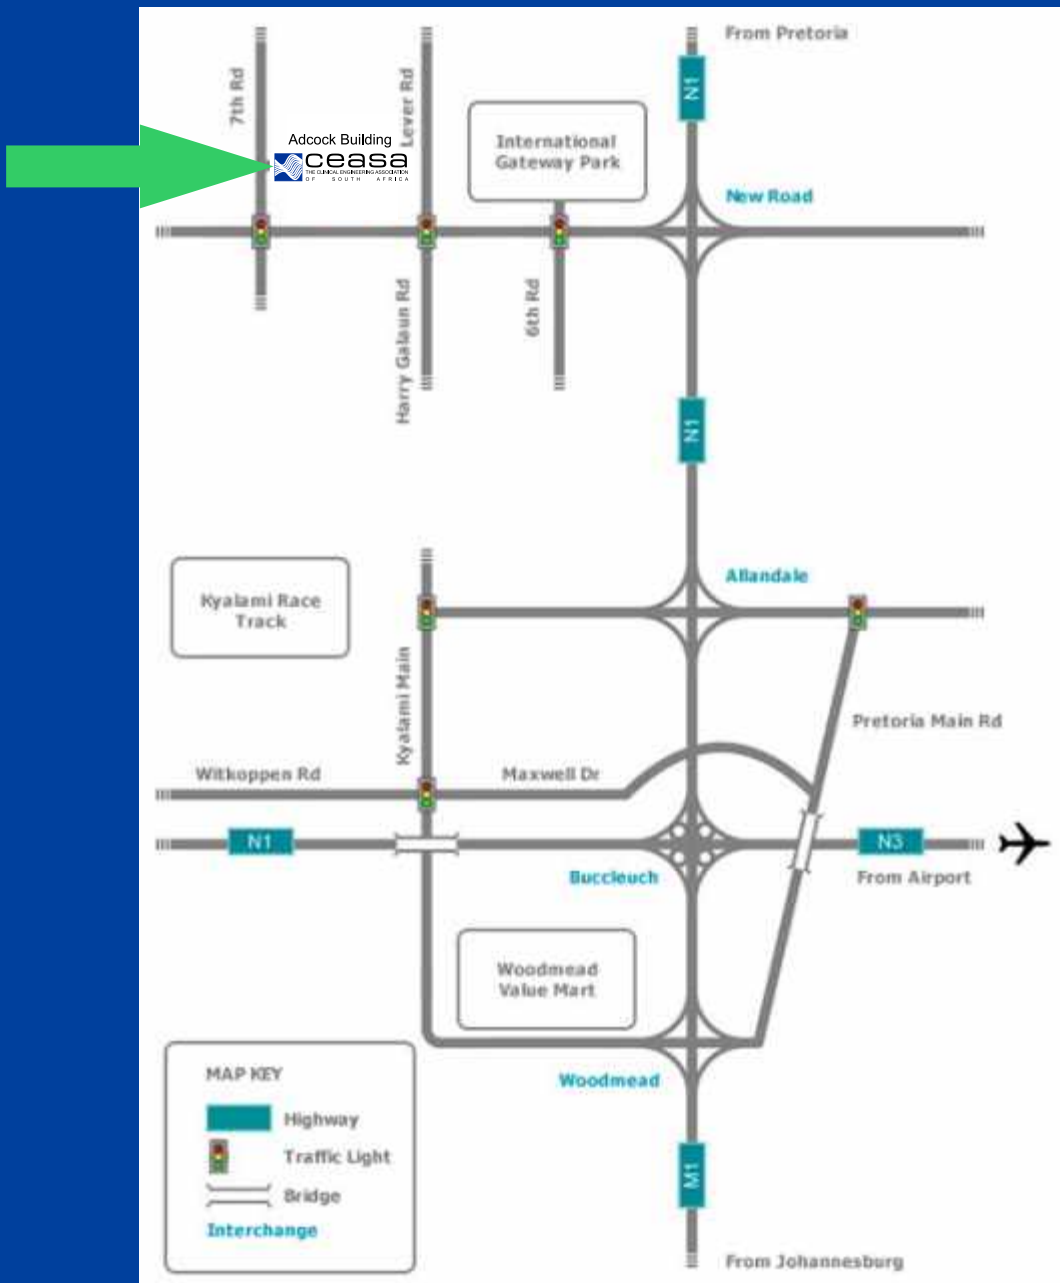 From Pretoria
N1
7th Rd
Lever Rd
Adcock Building
ceasa
THE CLINICAL ENGINEERING ASSOCIATION
OF SOUTH AFRICA
International
Gateway Park
New Road
Harry Galaun Rd
6th Rd
N1
Allandale
Kyalami Race
Track
Kyalami Main
Pretoria Main Rd
Witkoppen Rd
Maxwell Dr
N1
N3
Buccleuch
From Airport
Woodmead
Value Mart
Woodmead
MAP KEY
Highway
Traffic Light
Bridge
Interchange
M1
From Johannesburg